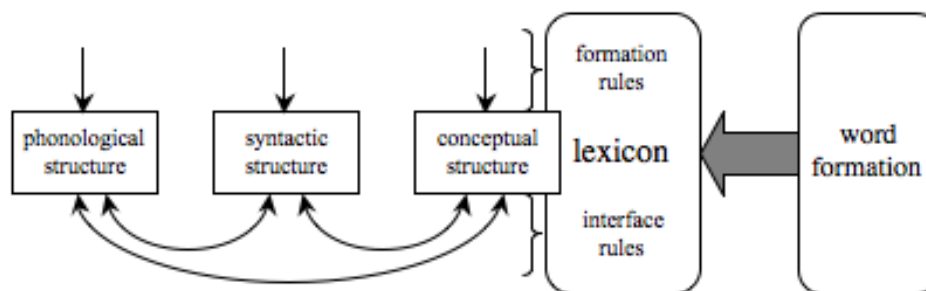 phonological
structure
syntactic
structure
conceptual
structure
formation
rules
lexicon
interface
rules
word
formation